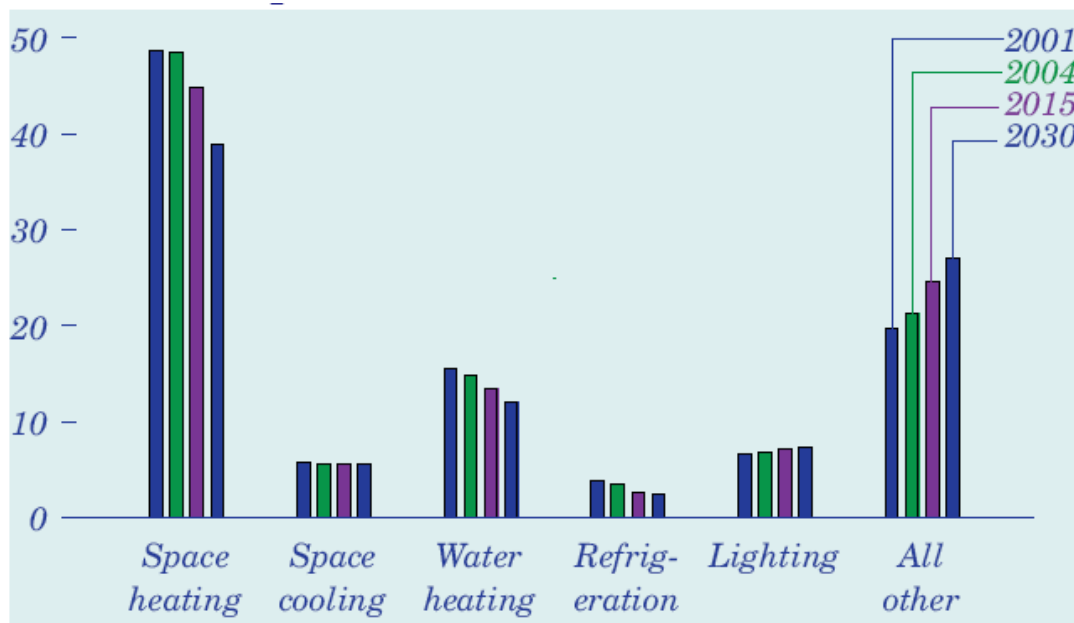 50
2001
2004
2015
40
2030
30
20
10
0
Space
heating
Space
cooling
Water
heating
Refrig-
eration
Lighting
All
other